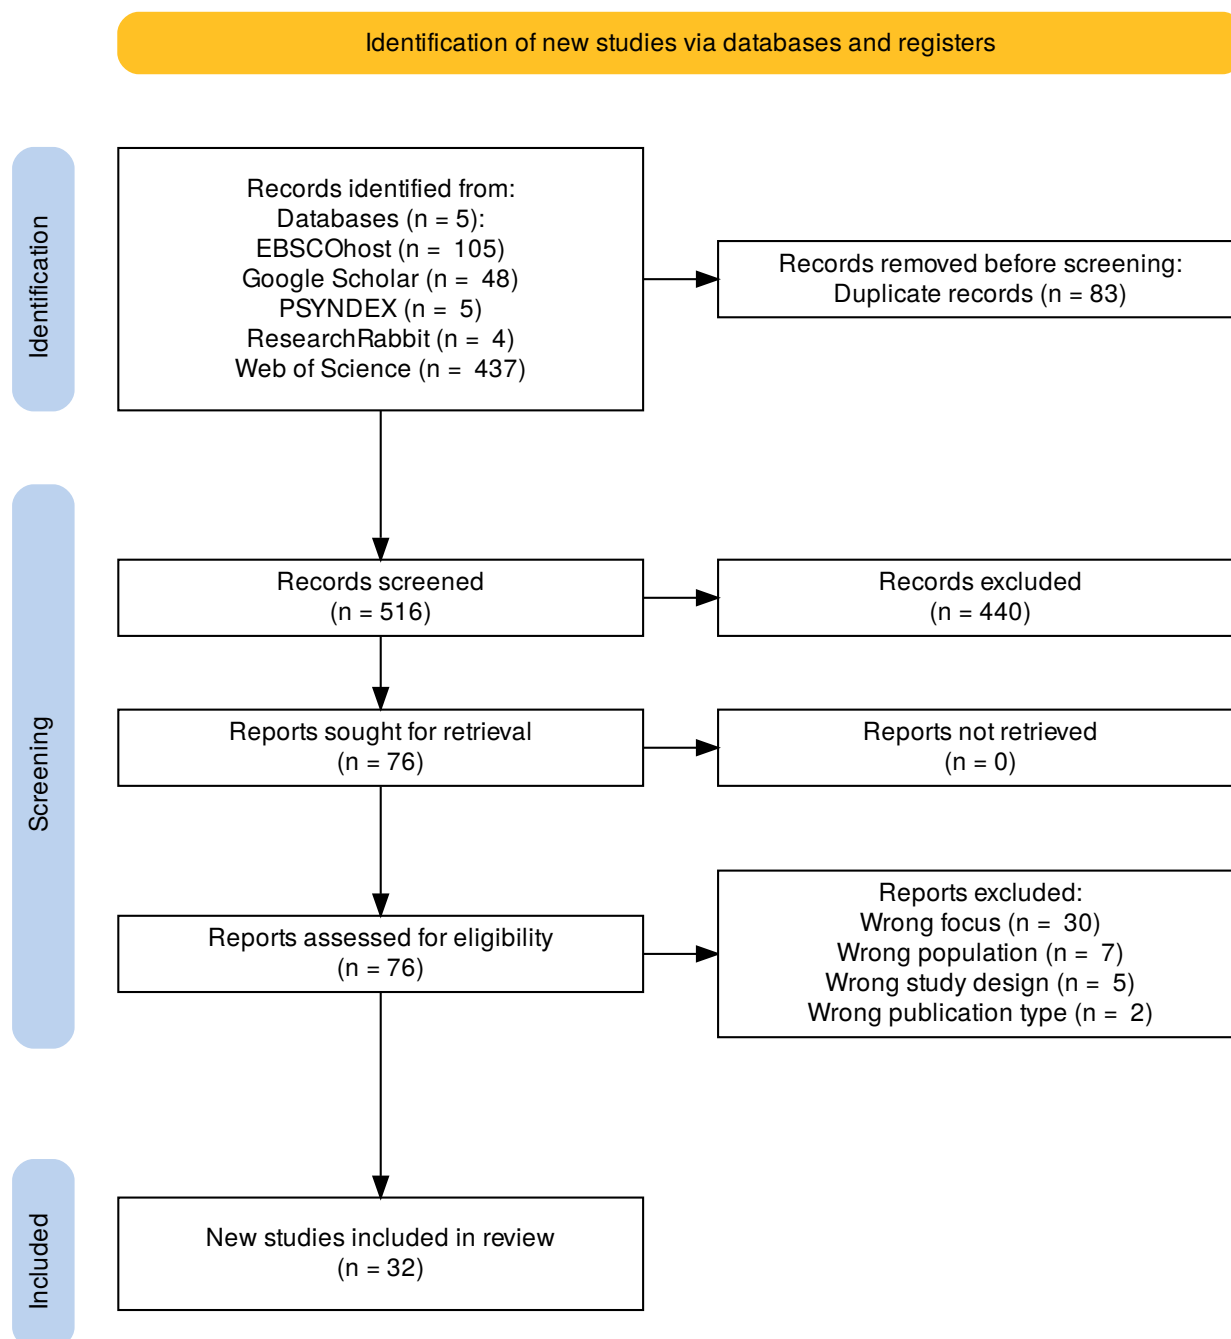 Identification of new studies via databases and registers
Identification
Records identified from:
Databases (n = 5):
EBSCOhost (n = 105)
Google Scholar (n = 48)
PSYNDEX (n = 5)
ResearchRabbit (n = 4)
Web of Science (n = 437)
Records removed before screening:
Duplicate records (n = 83)
Screening
Records screened
(n = 516)
Records excluded
(n = 440)
Reports sought for retrieval
(n = 76)
Reports not retrieved
(n = 0)
Reports assessed for eligibility
(n = 76)
Reports excluded:
Wrong focus (n = 30)
Wrong population (n = 7)
Wrong study design (n = 5)
Wrong publication type (n = 2)
Included
New studies included in review
(n = 32)